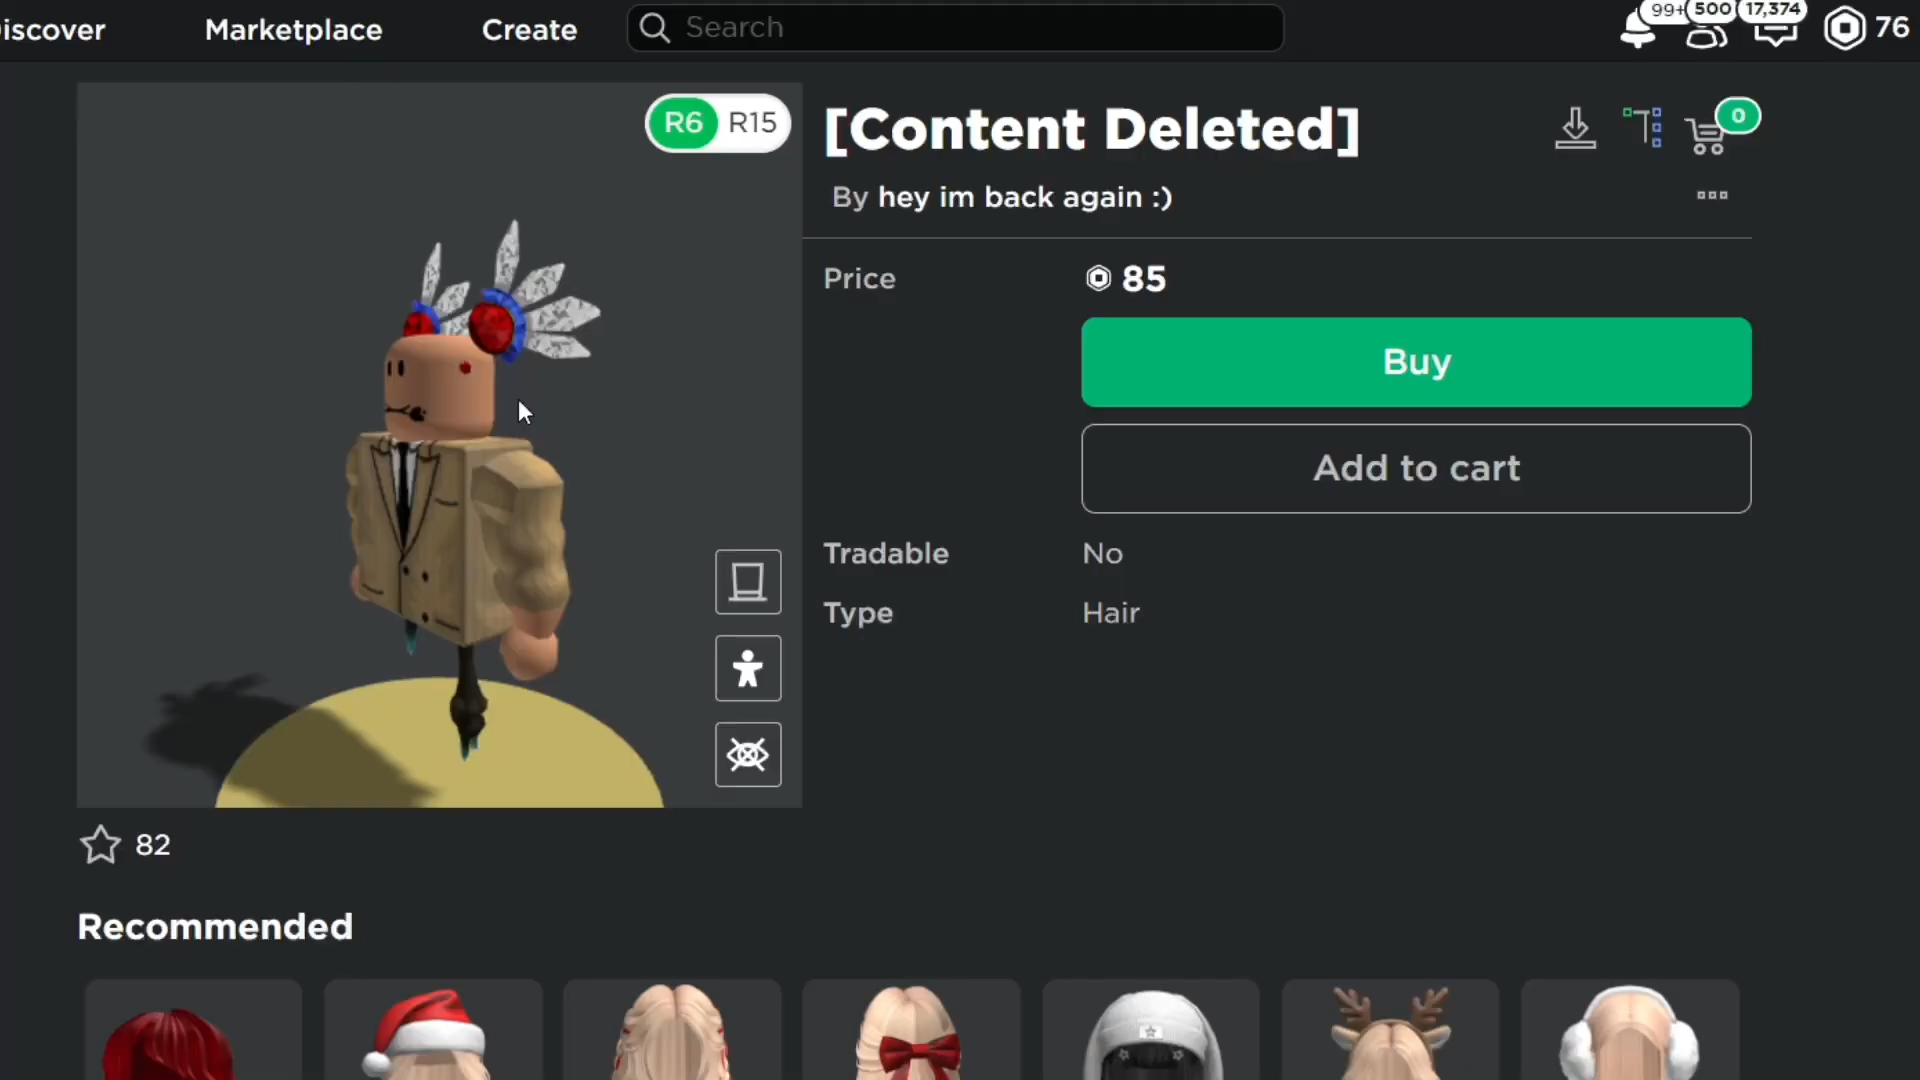 iscover
Marketplace
Create
Search
99+
500
17,374
76
R6
R15
[Content Deleted]
0
By hey im back again :)
Price
85
Buy
Add to cart
Tradable
No
Type
Hair
82
Recommended